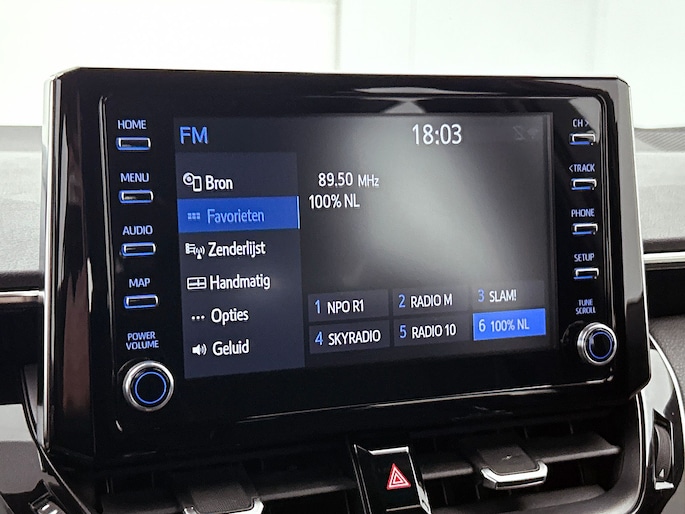 HOME
MENU
AUDIO
MAP
POWER
VOLUME
FM
18:03
Bron
Favorieten
Zenderlijst
Handmatig
Opties
Geluid
89.50 MHz
100% NL
1 NPO R1
2 RADIO M
3 SLAM!
4 SKYRADIO
5 RADIO 10
6 100% NL
CH >
<TRACK
PHONE
SETUP
TUNE
SCROLL